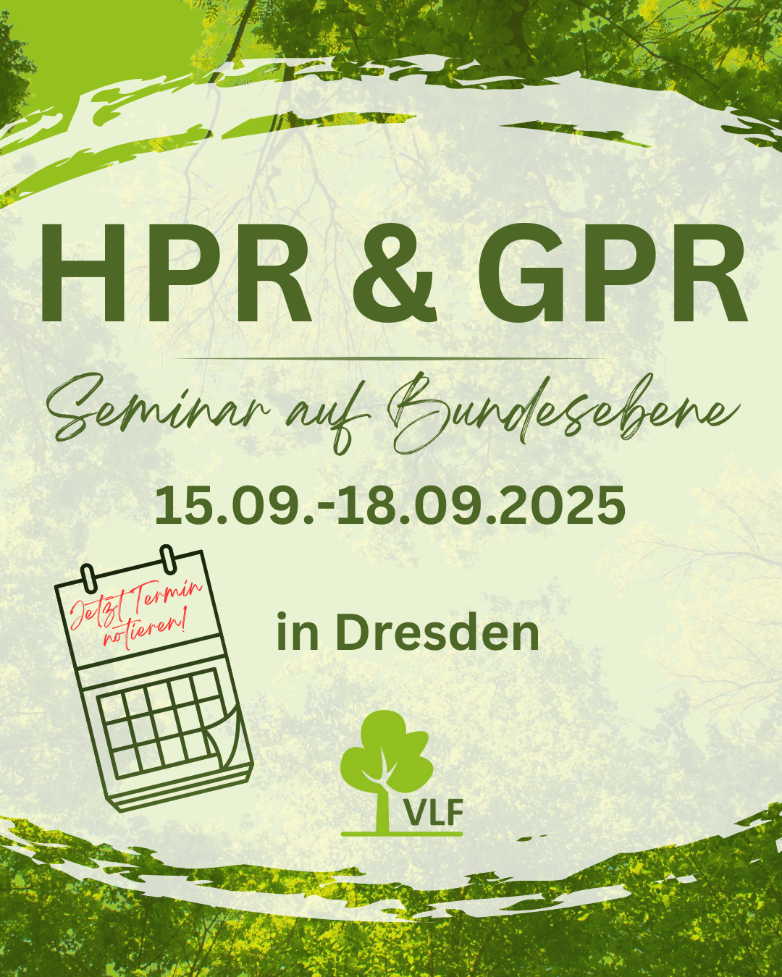 HPR & GPR
Seminar auf Bundesebene
15.09.-18.09.2025
Jetzt Termin
notieren!
in Dresden
VLF